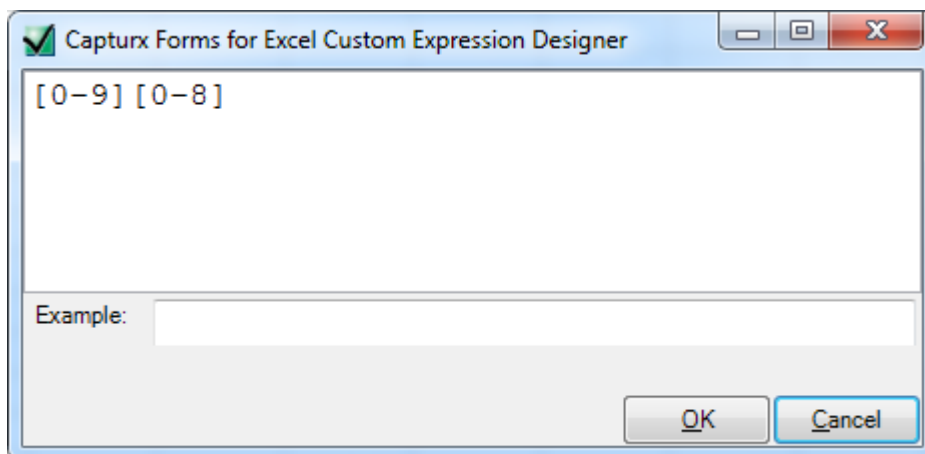 Capturx Forms for Excel Custom Expression Designer
[0-9][0-8]
Example:
OK Cancel